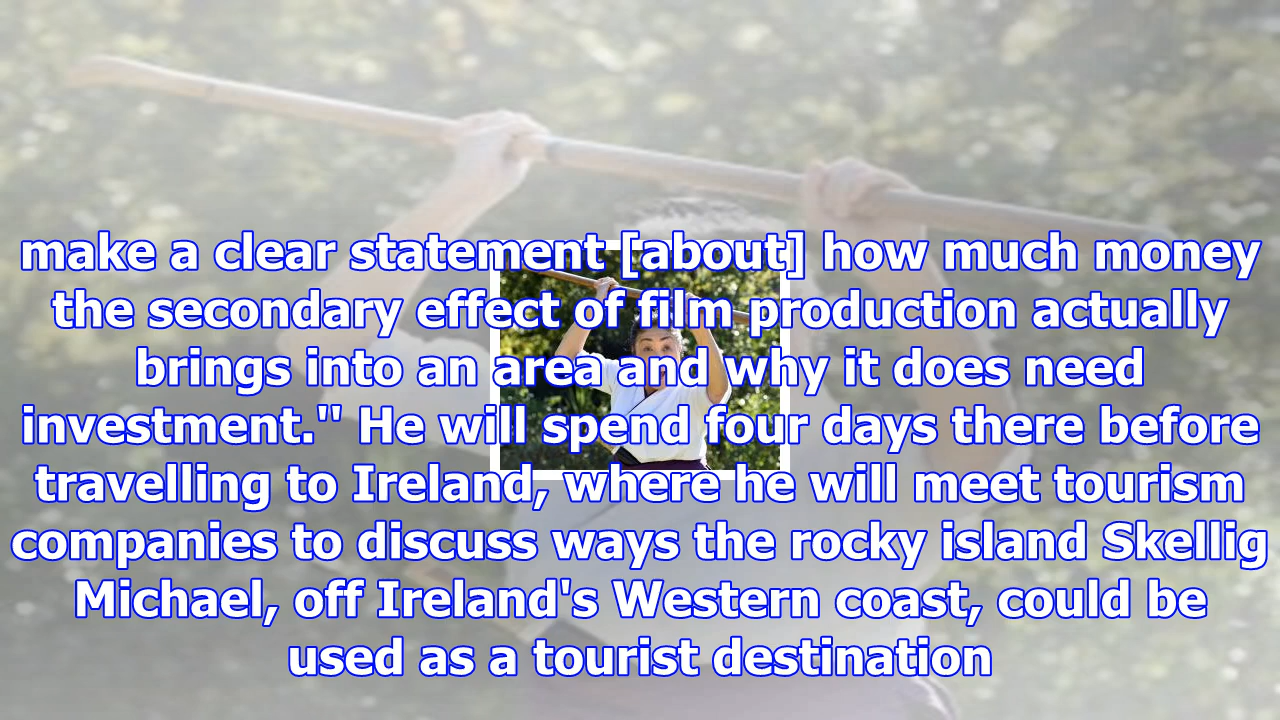 make a clear statement [about] how much money
the secondary effect of film production actually
brings into an area and why it does need
investment." He will spend four days there before
travelling to Ireland, where he will meet tourism
companies to discuss ways the rocky island Skellig
Michael, off Ireland's Western coast, could be
used as a tourist destination